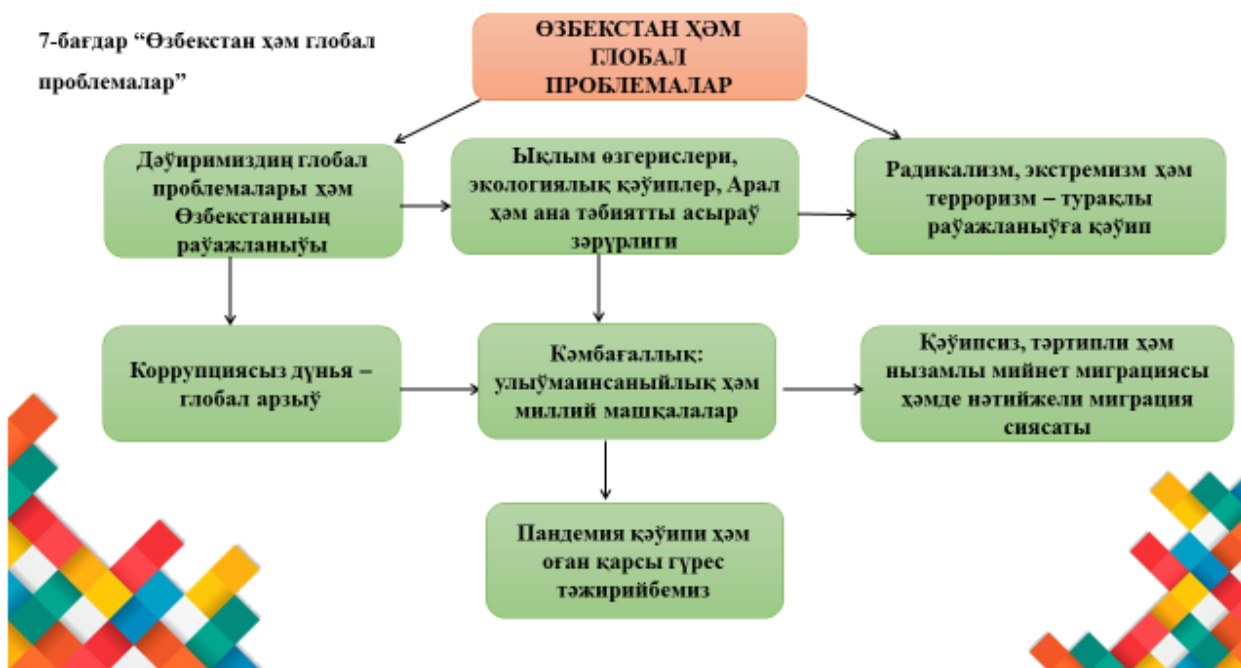 7-бағдар “Өзбекстан ҳәм глобал
проблемалар”
ӨЗБЕКСТАН ҲӘМ
ГЛОБАЛ
ПРОБЛЕМАЛАР
Дәўиримиздиң глобал
проблемалары ҳәм
Өзбекстанның
раўажланыўы
Ықлым өзгерислери,
экологиялық қәўиплер, Арал
ҳәм ана тәбиятты асыраў
зәрүрлиги
Радикализм, экстремизм ҳәм
терроризм – турақлы
раўажланыўға қәўип
Коррупциясыз дүнья –
глобал арзыў
Кәмбағаллық:
улыўмаинсаныйлық ҳәм
миллий машқалалар
Қәўипсиз, тәртипли ҳәм
нызамлы мийнет миграциясы
ҳәмде нәтийжели миграция
сиясаты
Пандемия қәўипи ҳәм
оған қарсы гүрес
тәжирийбемиз